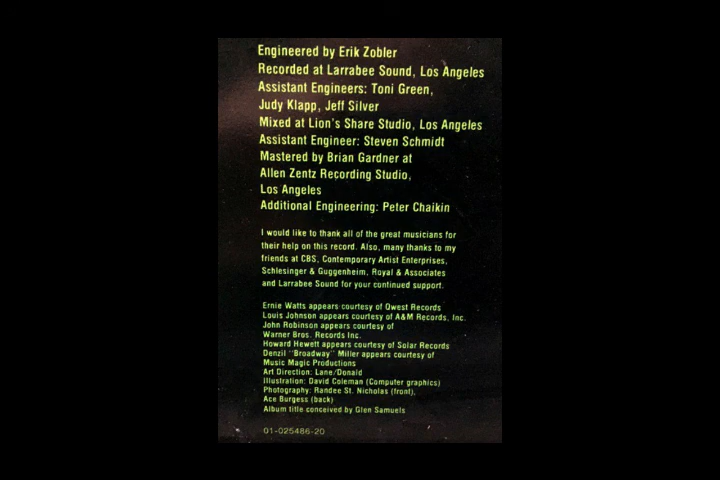 Engineered by Erik Zobler
Recorded at Larrabee Sound, Los Angeles
Assistant Engineers: Toni Green,
Judy Klapp, Jeff Silver
Mixed at Lion's Share Studio, Los Angeles
Assistant Engineer: Steven Schmidt
Mastered by Brian Gardner at
Allen Zentz Recording Studio,
Los Angeles
Additional Engineering: Peter Chaikin
I would like to thank all of the great musicians for
their help on this record. Also, many thanks to my
friends at CBS, Contemporary Artist Enterprises,
Schlesinger & Guggenheim, Royal & Associates
and Larrabee Sound for your continued support.
Ernie Watts appears courtesy of Qwest Records
Louis Johnson appears courtesy of A&M Records, Inc.
John Robinson appears courtesy of
Warner Bros. Records Inc.
Howard Hewett appears courtesy of Solar Records
Denzil "Broadway" Miller appears courtesy of
Music Magic Productions
Art Direction: Lane/Donald
Illustration: David Coleman (Computer graphics)
Photography: Randee St. Nicholas (front),
Ace Burgess (back)
Album title conceived by Glen Samuels
01-025486-20